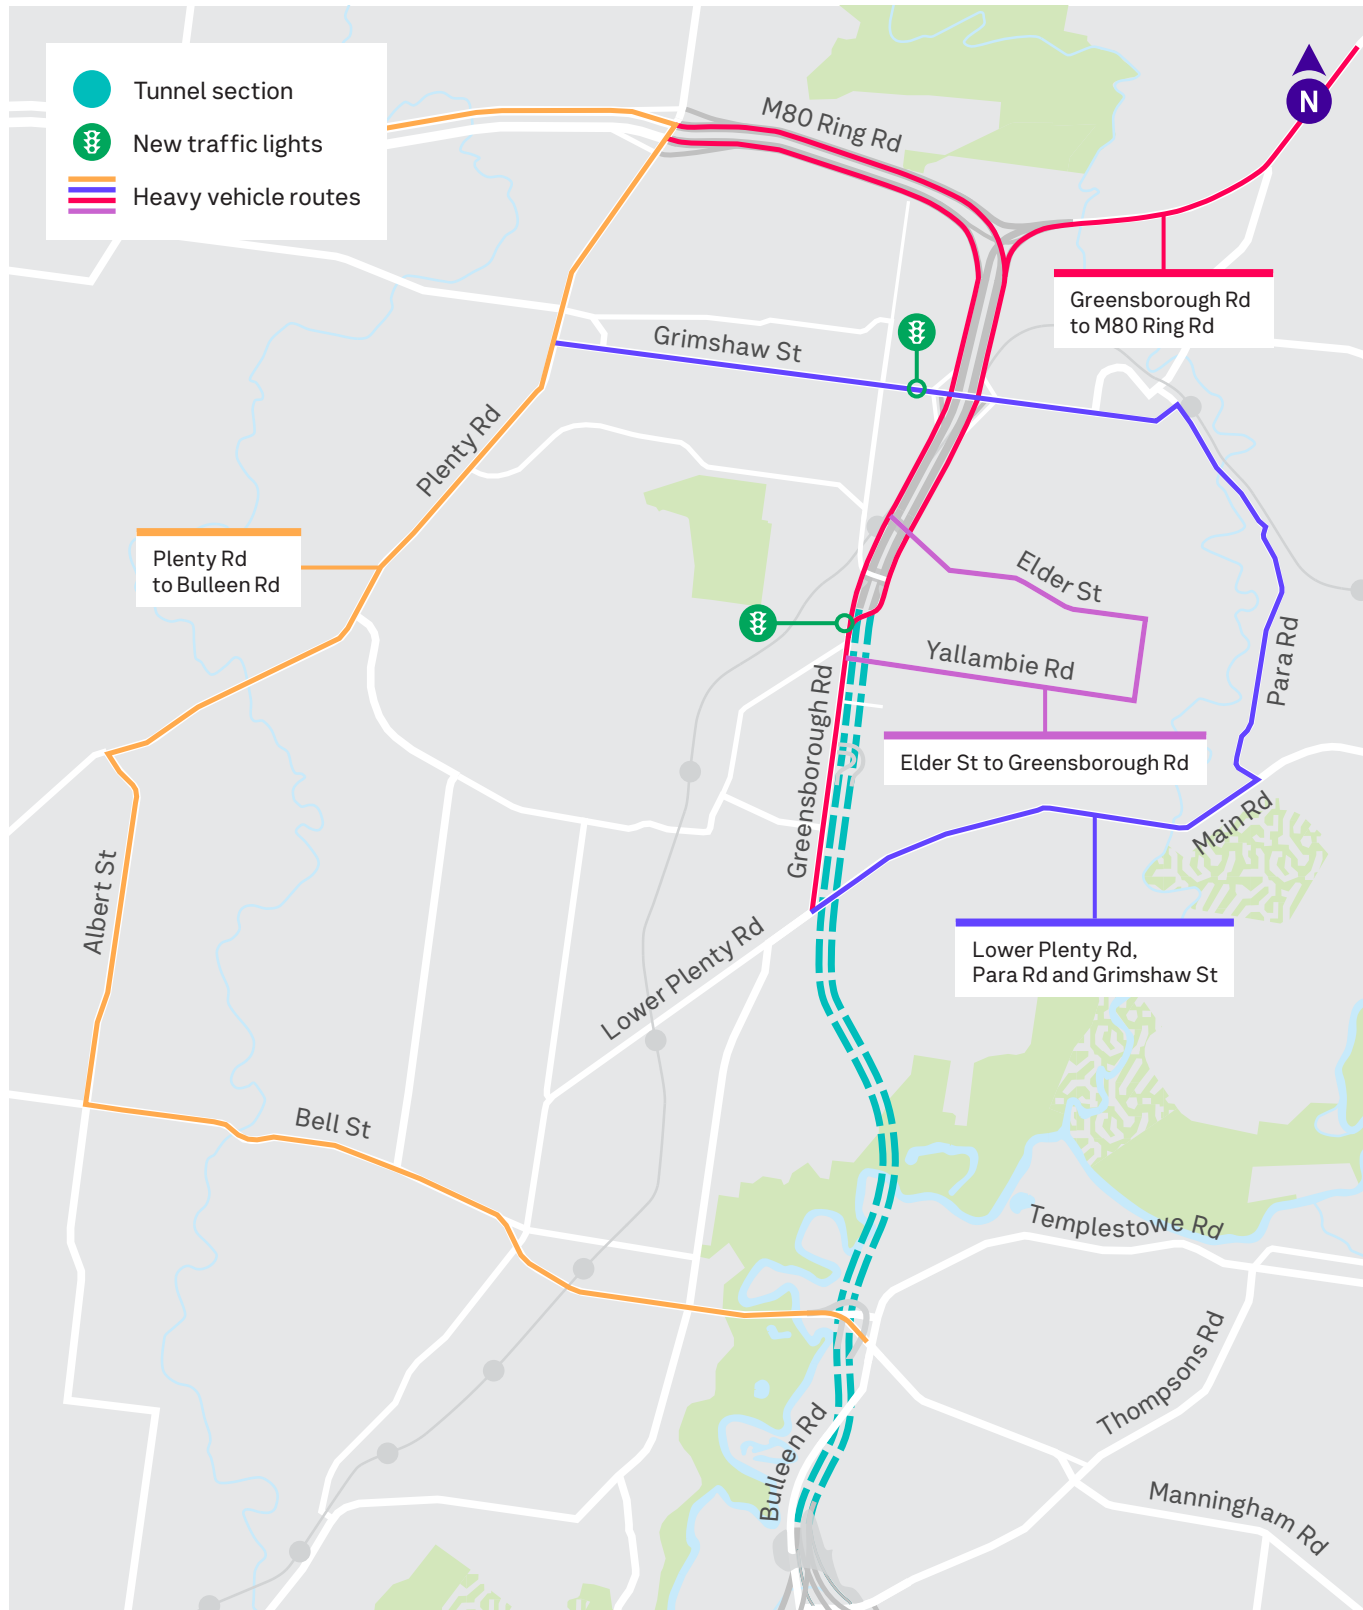 Tunnel section
New traffic lights
Heavy vehicle routes
N
M80 Ring Rd
Greensborough Rd
to M80 Ring Rd
Grimshaw St
Plenty Rd
Plenty Rd
to Bulleen Rd
Elder St
Yallambie Rd
Para Rd
Greensborough Rd
Elder St to Greensborough Rd
Main Rd
Albert St
Lower Plenty Rd
Lower Plenty Rd,
Para Rd and Grimshaw St
Bell St
Templestowe Rd
Thompsons Rd
Bulleen Rd
Manningham Rd